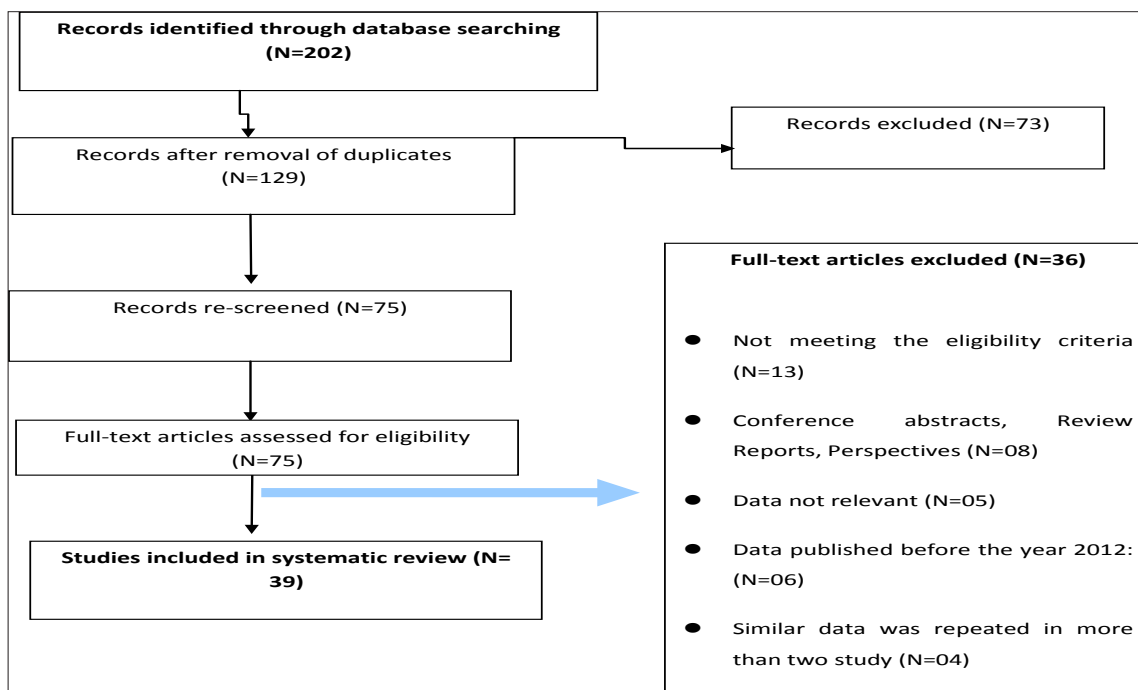 Records identified through database searching
(N=202)
Records after removal of duplicates
(N=129)
Records excluded (N=73)
Records re-screened (N=75)
Full-text articles assessed for eligibility
(N=75)
Studies included in systematic review (N=
39)
Full-text articles excluded (N=36)
● Not meeting the eligibility criteria
(N=13)
● Conference abstracts, Review
Reports, Perspectives (N=08)
● Data not relevant (N=05)
● Data published before the year 2012:
(N=06)
● Similar data was repeated in more
than two study (N=04)